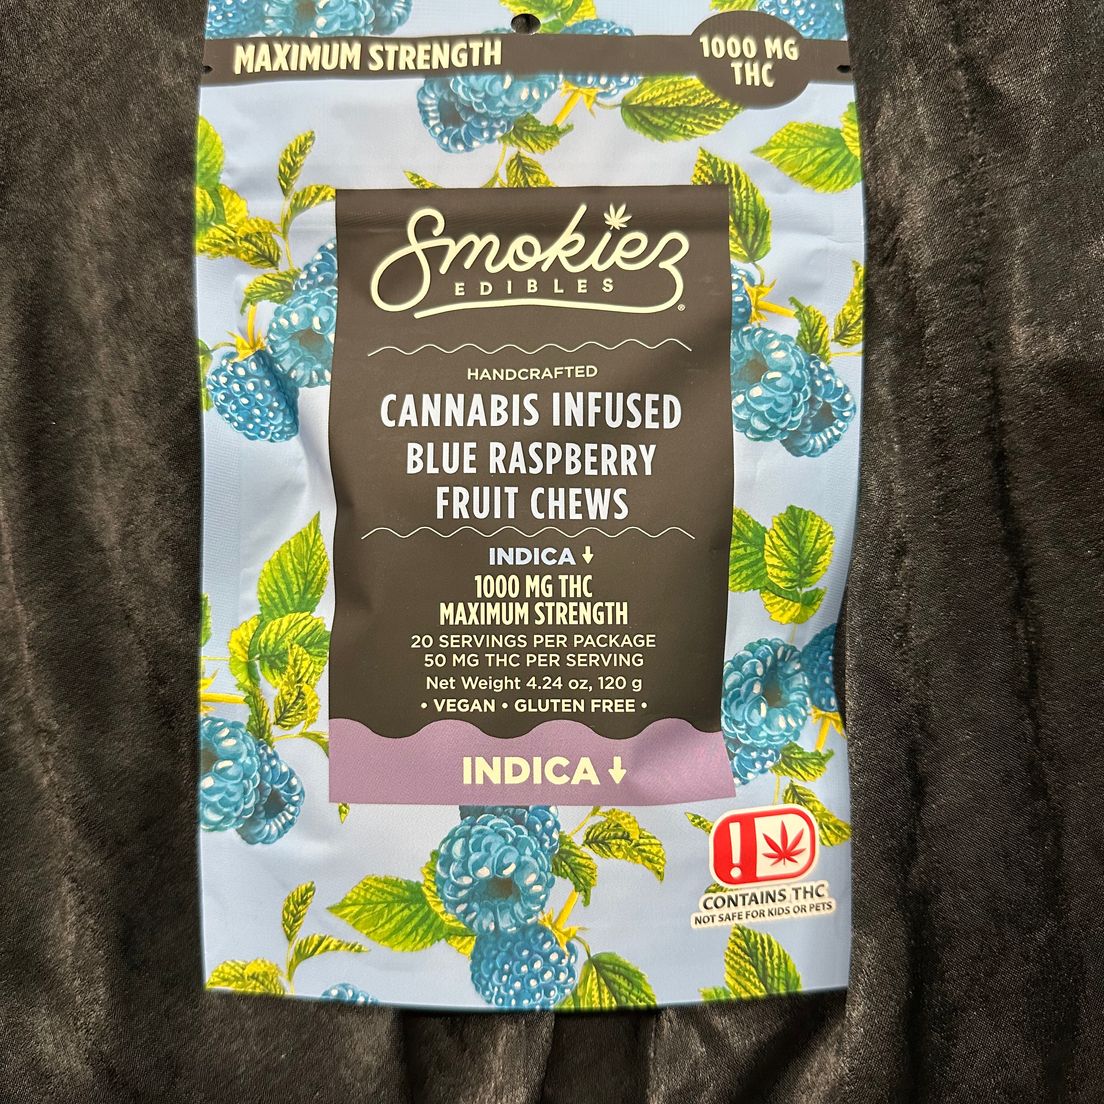 MAXIMUM STRENGTH
1000 MG
THC
Smokiez
EDIBLES
®
HANDCRAFTED
CANNABIS INFUSED
BLUE RASPBERRY
FRUIT CHEWS
INDICA
1000 MG THC
MAXIMUM STRENGTH
20 SERVINGS PER PACKAGE
50 MG THC PER SERVING
Net Weight 4.24 oz, 120 g
• VEGAN • GLUTEN FREE •
INDICA
!
CONTAINS THC
NOT SAFE FOR KIDS OR PETS